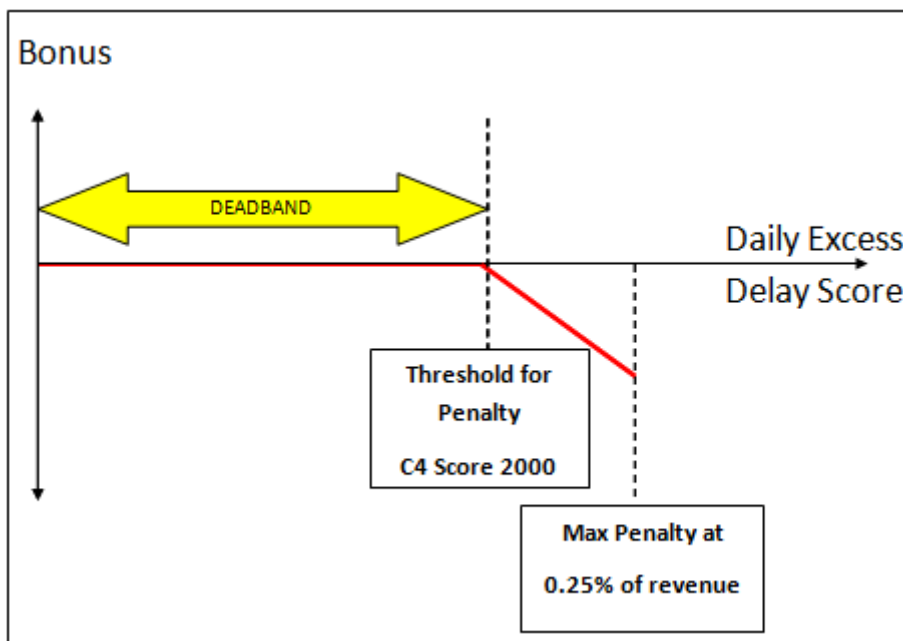 Bonus
DEADBAND
Daily Excess
Delay Score
Threshold for
Penalty
C4 Score 2000
Max Penalty at
0.25% of revenue